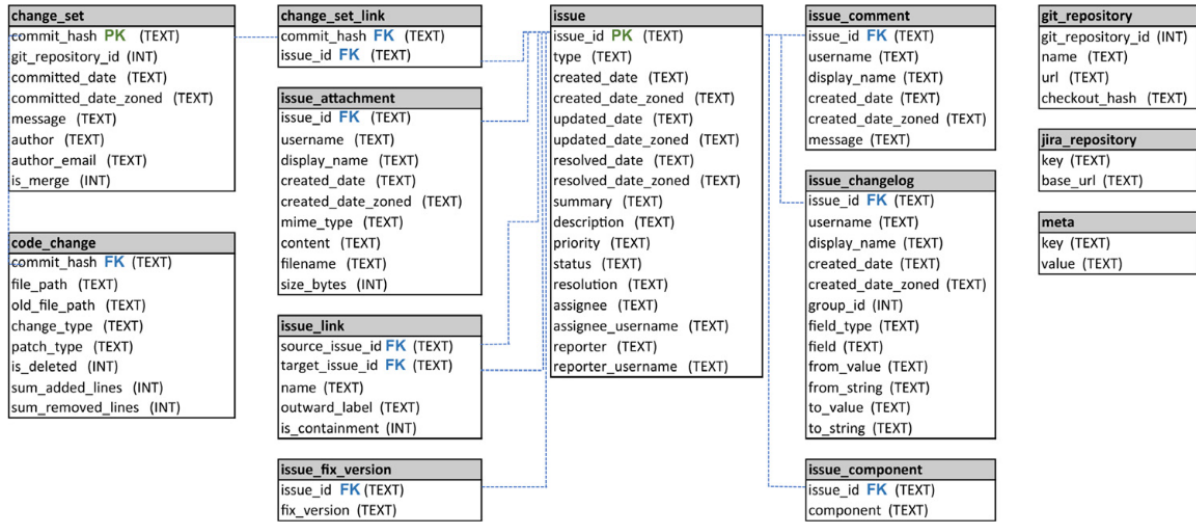 change_set
commit_hash PK (TEXT)
git_repository_id (INT)
committed_date (TEXT)
committed_date_zoned (TEXT)
message (TEXT)
author (TEXT)
author_email (TEXT)
is_merge (INT)
code_change
commit_hash FK (TEXT)
file_path (TEXT)
old_file_path (TEXT)
change_type (TEXT)
patch_type (TEXT)
is_deleted (INT)
sum_added_lines (INT)
sum_removed_lines (INT)
change_set_link
commit_hash FK (TEXT)
issue_id FK (TEXT)
issue_attachment
issue_id FK (TEXT)
username (TEXT)
display_name (TEXT)
created_date (TEXT)
created_date_zoned (TEXT)
mime_type (TEXT)
content (TEXT)
filename (TEXT)
size_bytes (INT)
issue_link
source_issue_id FK (TEXT)
target_issue_id FK (TEXT)
name (TEXT)
outward_label (TEXT)
is_containment (INT)
issue_fix_version
issue_id FK (TEXT)
fix_version (TEXT)
issue
issue_id PK (TEXT)
type (TEXT)
created_date (TEXT)
created_date_zoned (TEXT)
updated_date (TEXT)
updated_date_zoned (TEXT)
resolved_date (TEXT)
resolved_date_zoned (TEXT)
summary (TEXT)
description (TEXT)
priority (TEXT)
status (TEXT)
resolution (TEXT)
assignee (TEXT)
assignee_username (TEXT)
reporter (TEXT)
reporter_username (TEXT)
issue_comment
issue_id FK (TEXT)
username (TEXT)
display_name (TEXT)
created_date (TEXT)
created_date_zoned (TEXT)
message (TEXT)
issue_changelog
issue_id FK (TEXT)
username (TEXT)
display_name (TEXT)
created_date (TEXT)
created_date_zoned (TEXT)
group_id (INT)
field_type (TEXT)
field (TEXT)
from_value (TEXT)
from_string (TEXT)
to_value (TEXT)
to_string (TEXT)
issue_component
issue_id FK (TEXT)
component (TEXT)
git_repository
git_repository_id (INT)
name (TEXT)
url (TEXT)
checkout_hash (TEXT)
jira_repository
key (TEXT)
base_url (TEXT)
meta
key (TEXT)
value (TEXT)